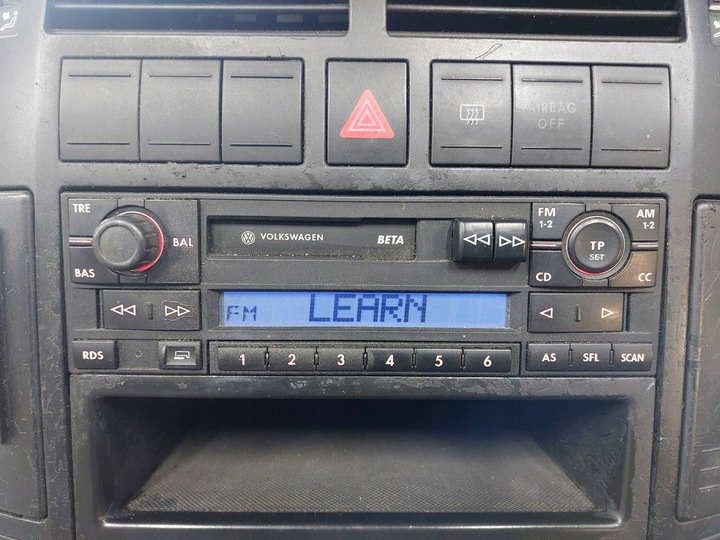 AIRBAG
OFF
TRE
BAL
BAS
VOLKSWAGEN BETA
FM
1-2
AM
1-2
TP
SET
CD
CC
FM LEARN
RDS
1 2 3 4 5 6
AS SFL SCAN